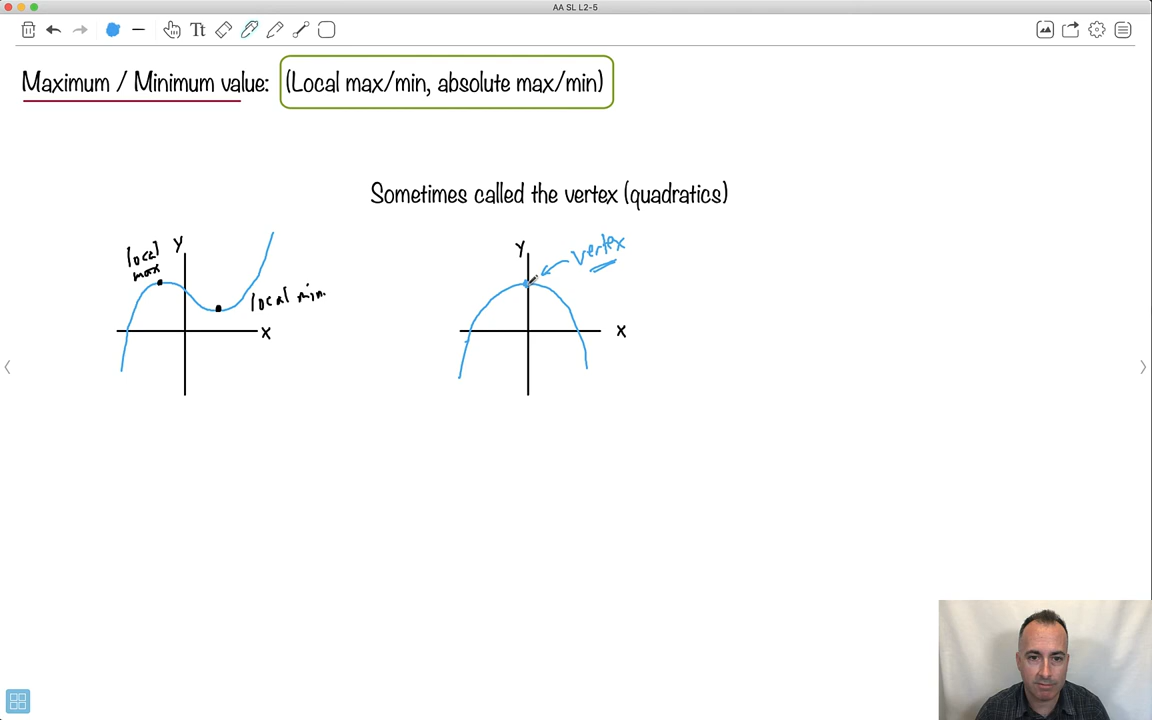 AA SL L2-5
Tt
Maximum / Minimum value: (Local max/min, absolute max/min)
Sometimes called the vertex (quadratics)
local
max
Y
local min
X
Y
vertex
X